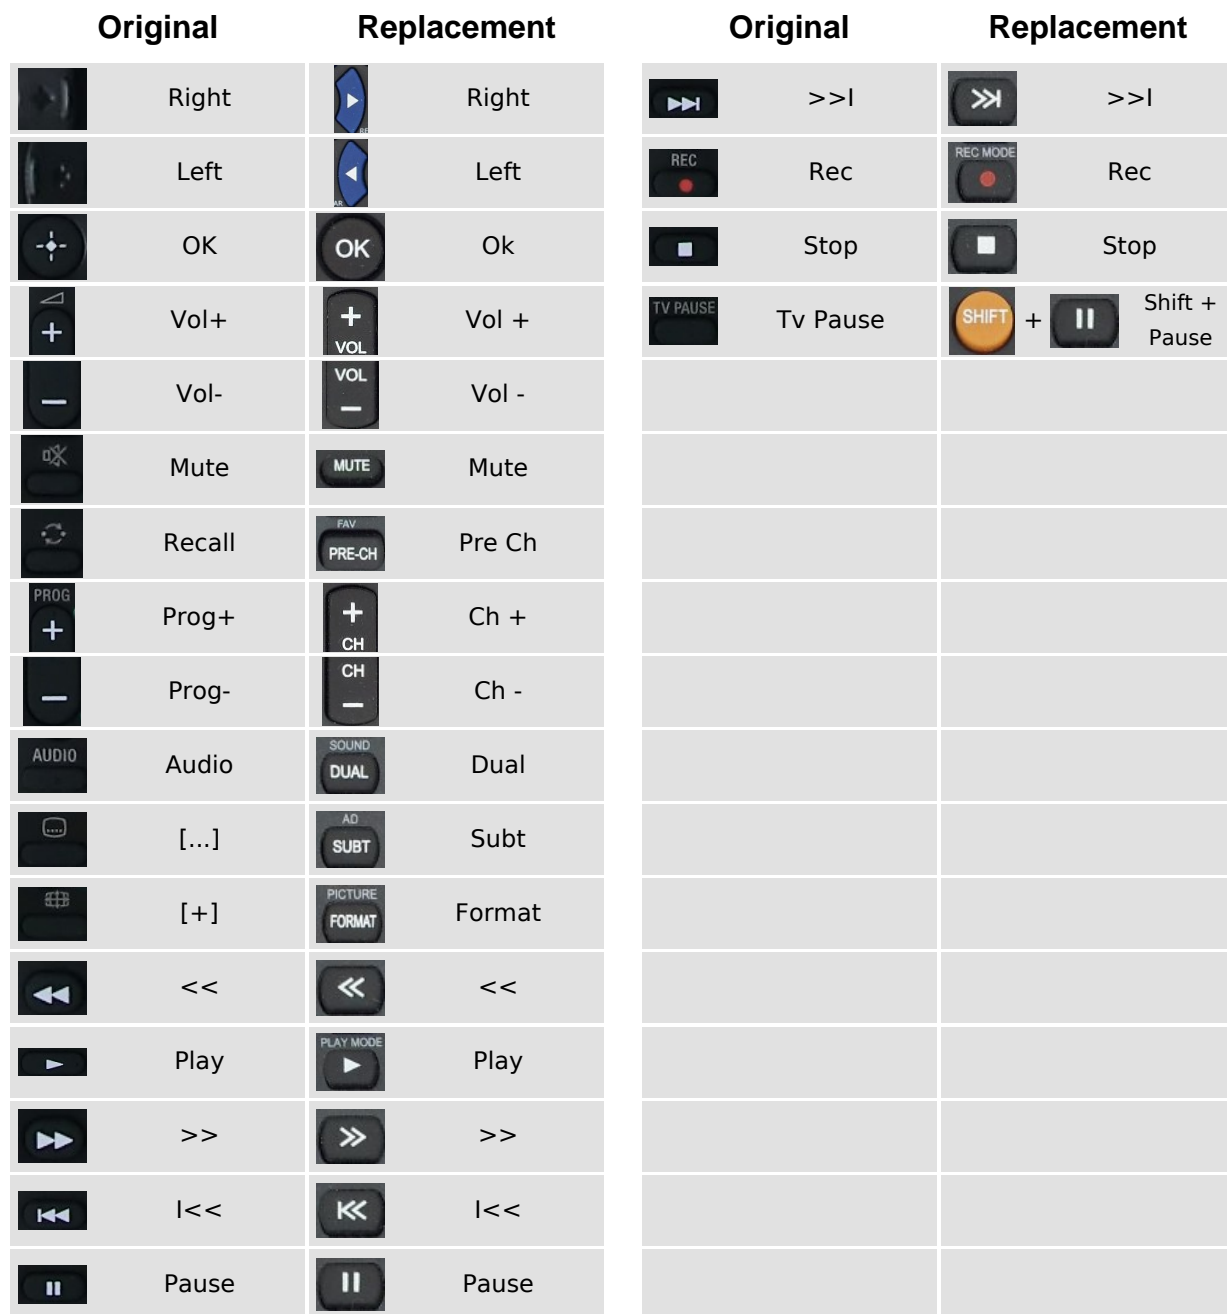 Original Replacement Original Replacement
Right Right >>I >>I
REC REC MODE
Left Left Rec Rec
OK OK Ok Stop Stop
Vol+ + VOL Vol + TV PAUSE Tv Pause SHIFT + Shift + Pause
Vol- VOL Vol -
Mute MUTE Mute
Recall FAV PRE-CH Pre Ch
PROG + Prog+ + CH Ch +
Prog- CH Ch -
AUDIO Audio SOUND DUAL Dual
[...] AD SUBT Subt
[+] PICTURE FORMAT Format
<< <<
Play PLAY MODE Play
>> >>
I<< I<<
Pause Pause